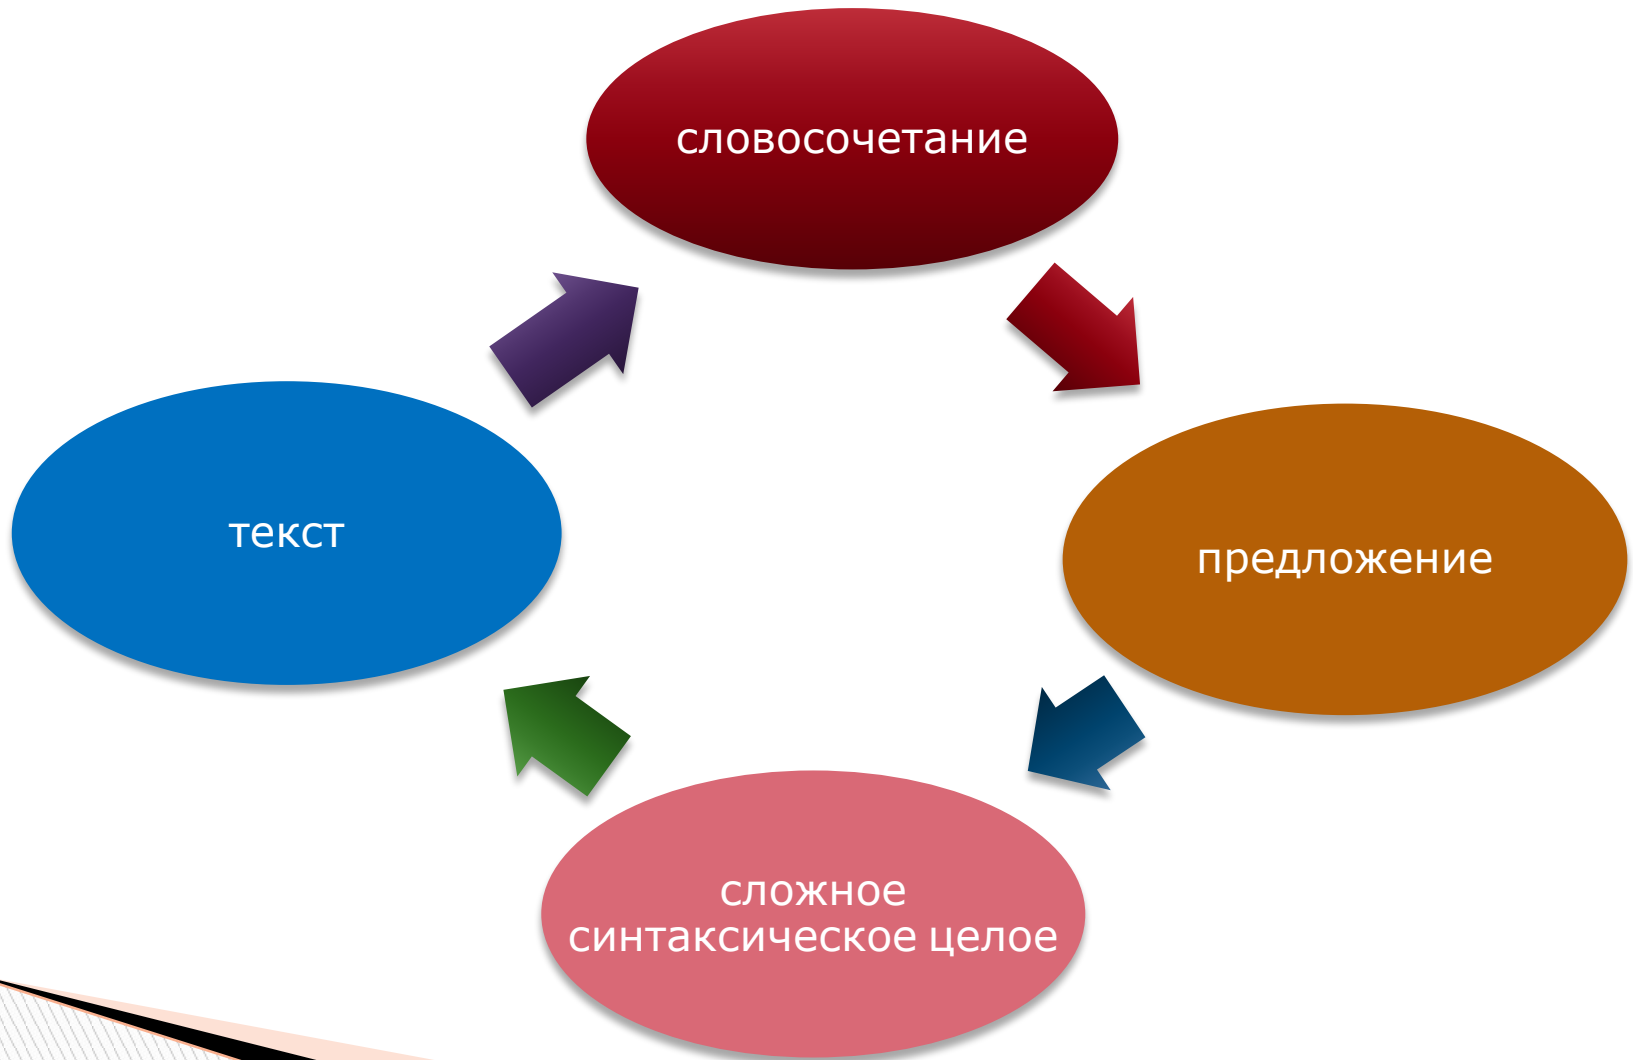 словосочетание
предложение
сложное
синтаксическое целое
текст